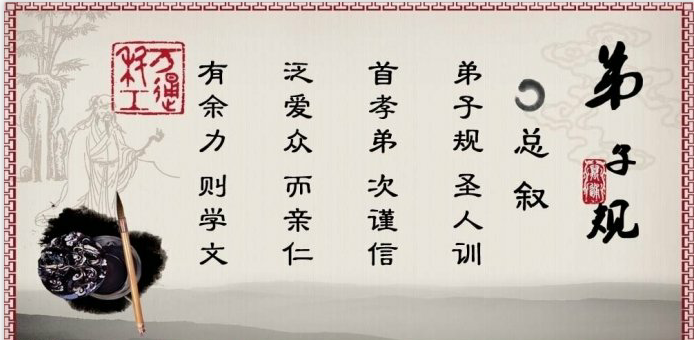 弟子规
总叙
弟子规 圣人训
首孝弟 次谨信
泛爱众 而亲仁
有余力 则学文